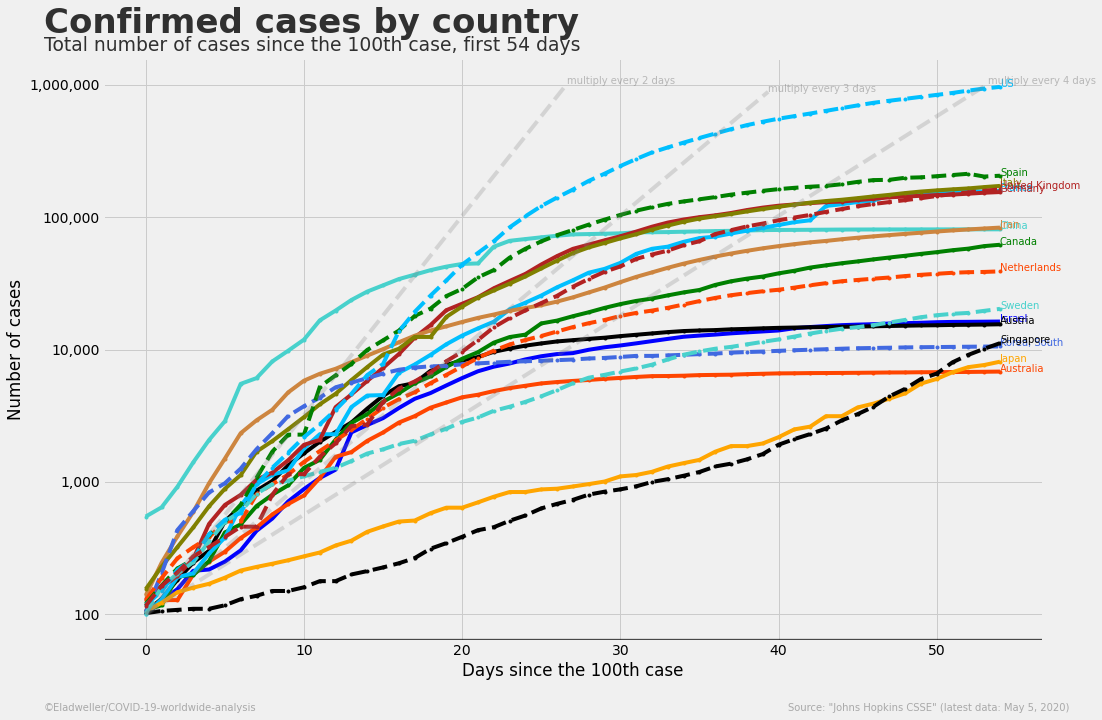 Confirmed cases by country
Total number of cases since the 100th case, first 54 days
multiply every 2 days
multiply every 3 days
multiply every 4 days
US
1,000,000
Spain
Italy
United Kingdom
Germany
100,000
Iran
China
Canada
Netherlands
Sweden
Israel
Austria
Singapore
10,000
Japan
Australia
1,000
100
Number of cases
0
10
20
30
40
50
Days since the 100th case
©Eladweller/COVID-19-worldwide-analysis
Source: "Johns Hopkins CSSE" (latest data: May 5, 2020)